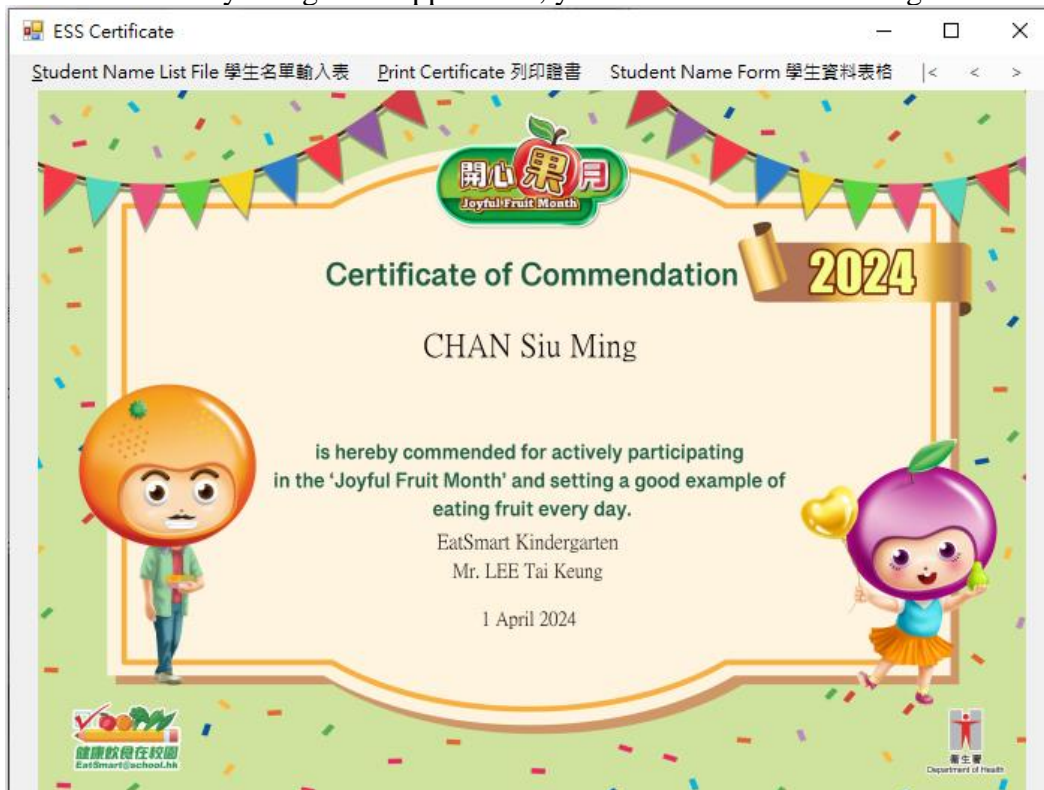 ESS Certificate
Student Name List File 學生名單輸入表 Print Certificate 列印證書 Student Name Form 學生資料表格 |< < >
開心果月
Joyful Fruit Month
Certificate of Commendation
2024
CHAN Siu Ming
is hereby commended for actively participating
in the ‘Joyful Fruit Month’ and setting a good example of
eating fruit every day.
EatSmart Kindergarten
Mr. LEE Tai Keung
1 April 2024
健康飲食在校園
EatSmart@school.hk
衞生署
Department of Health